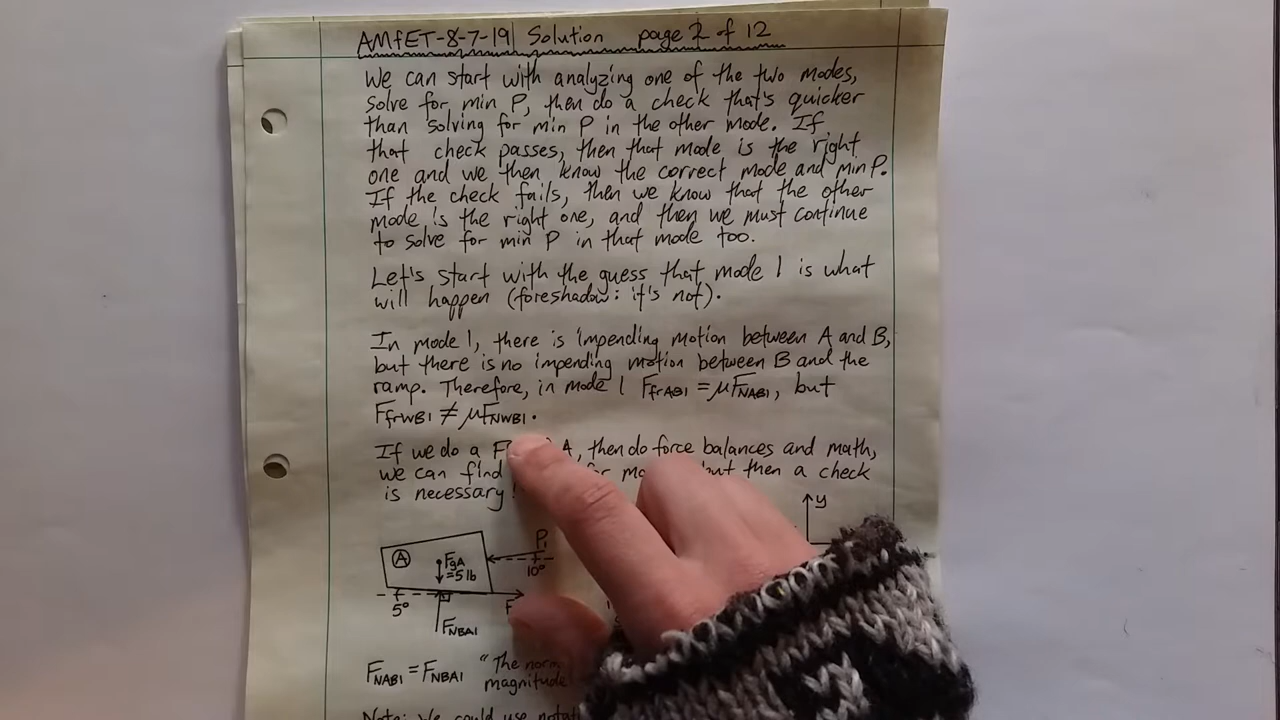 AMfET-8-7-19 Solution page 2 of 12
We can start with analyzing one of the two modes,
solve for min P, then do a check that's quicker
than solving for min P in the other mode. If
that check passes, then that mode is the right
one and we then know the correct mode and min P.
If the check fails, then we know that the other
mode is the right one, and then we must continue
to solve for min P in that mode too.
Let's start with the guess that mode 1 is what
will happen (foreshadow: it's not).
In mode 1, there is impending motion between A and B,
but there is no impending motion between B and the
ramp. Therefore, in mode 1 FfrAB1 = μFNAB1, but
FfrWB1 ≠ μFNWB1.
If we do a A, then do force balances and math,
we can find but then a check
is necessary!
y
A
FgA
=5 lb
P1
10°
5°
FNBA1
FNAB1 = FNBA1 "The norm
magnitude
Note: We could use notat